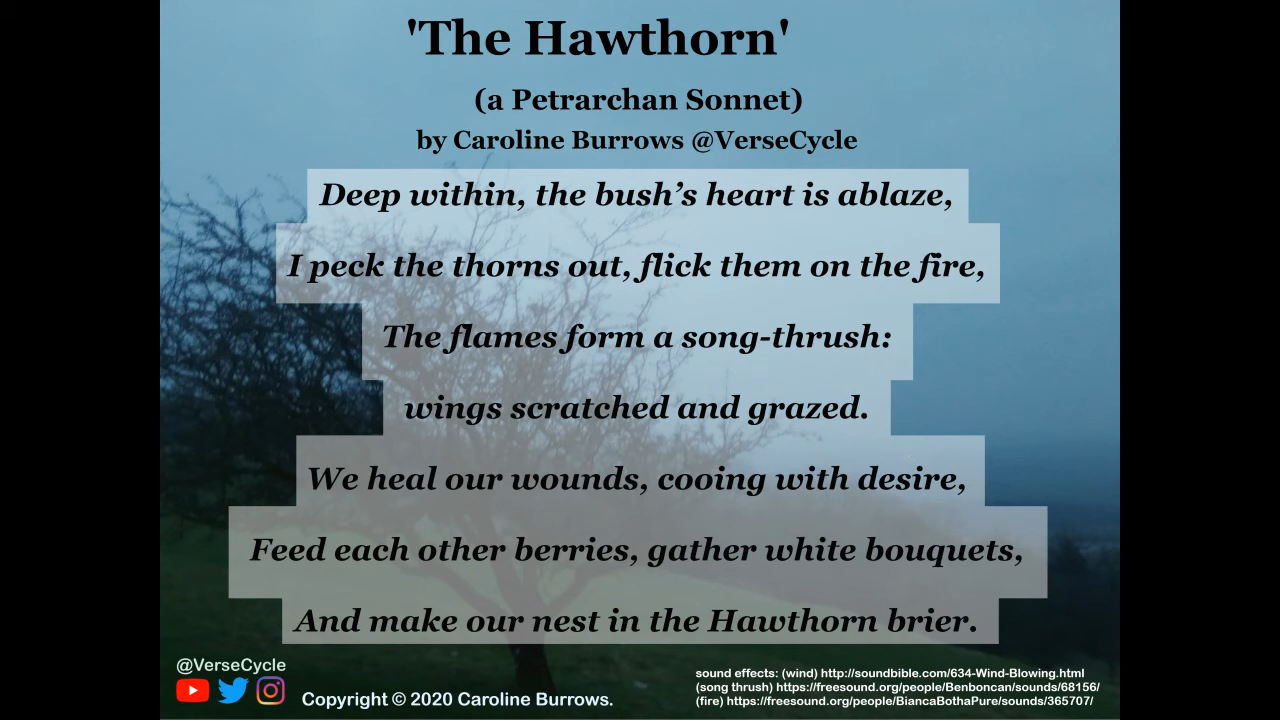 'The Hawthorn'
(a Petrarchan Sonnet)
by Caroline Burrows @VerseCycle
Deep within, the bush’s heart is ablaze,
I peck the thorns out, flick them on the fire,
The flames form a song-thrush:
wings scratched and grazed.
We heal our wounds, cooing with desire,
Feed each other berries, gather white bouquets,
And make our nest in the Hawthorn brier.
@VerseCycle
Copyright © 2020 Caroline Burrows.
sound effects: (wind) http://soundbible.com/634-Wind-Blowing.html
(song thrush) https://freesound.org/people/Benboncan/sounds/68156/
(fire) https://freesound.org/people/BiancaBothaPure/sounds/365707/